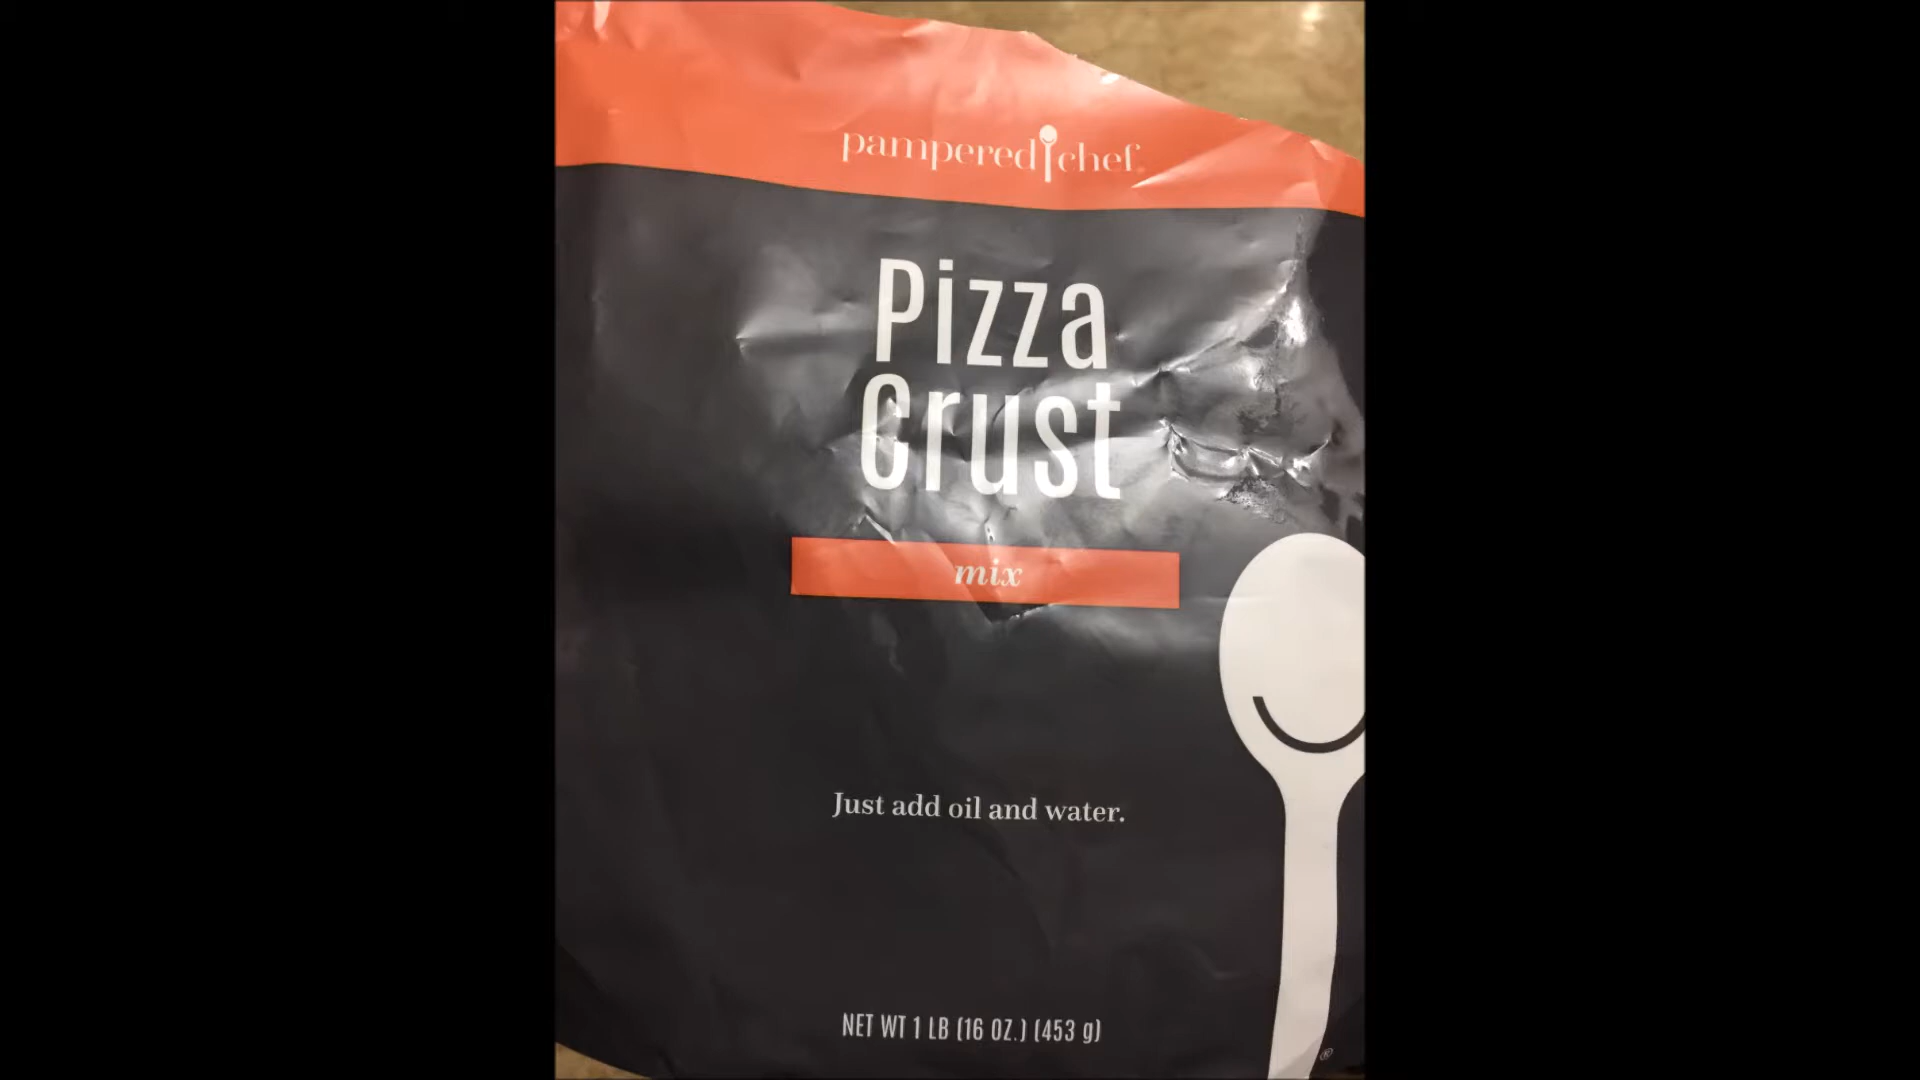 pampered chef®
Pizza
Crust
mix
Just add oil and water.
NET WT 1 LB (16 OZ.) (453 g)
®